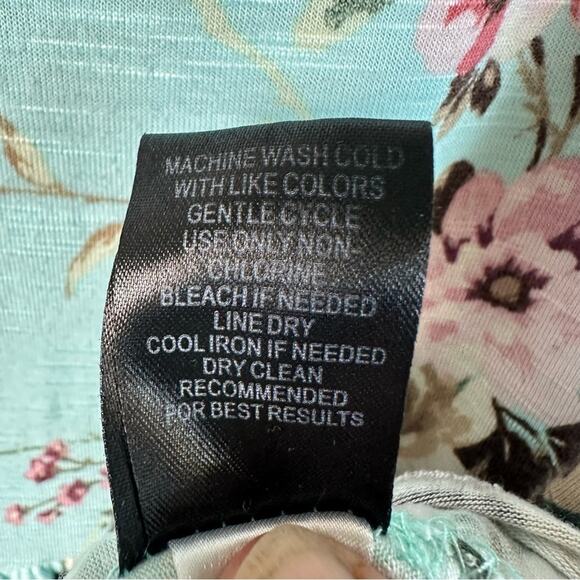 MACHINE WASH COLD
WITH LIKE COLORS
GENTLE CYCLE
USE ONLY NON-
CHLORINE
BLEACH IF NEEDED
LINE DRY
COOL IRON IF NEEDED
DRY CLEAN
RECOMMENDED
FOR BEST RESULTS